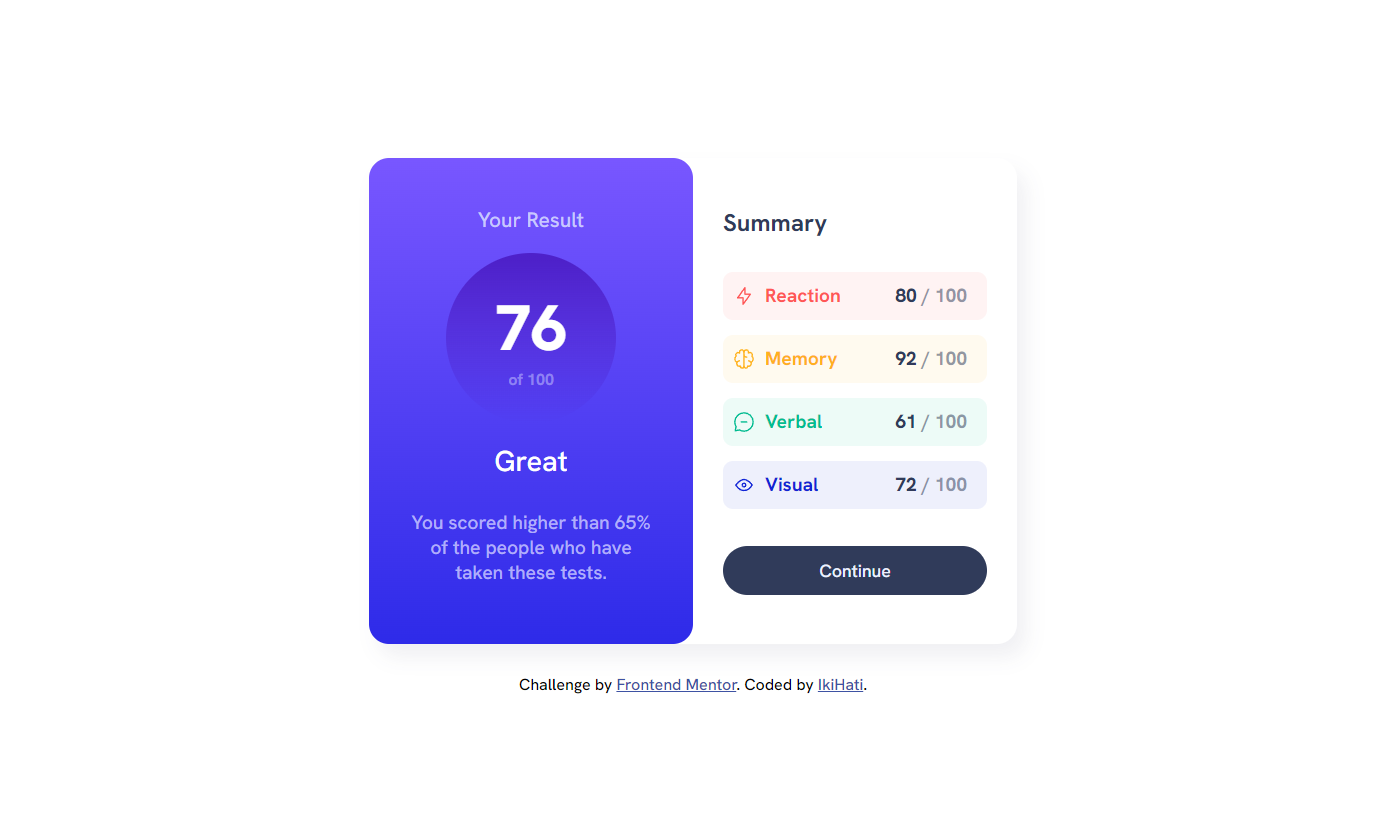 Your Result
76
of 100
Great
You scored higher than 65%
of the people who have
taken these tests.
Summary
Reaction 80 / 100
Memory 92 / 100
Verbal 61 / 100
Visual 72 / 100
Continue
Challenge by Frontend Mentor. Coded by IkiHati.